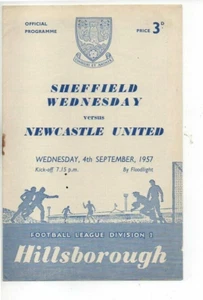 OFFICIAL
PROGRAMME
PRICE 3D
SHEFFIELD
WEDNESDAY
versus
NEWCASTLE UNITED
WEDNESDAY, 4th SEPTEMBER, 1957
Kick-off 7.15 p.m. By Floodlight
FOOTBALL LEAGUE DIVISION 1
Hillsborough